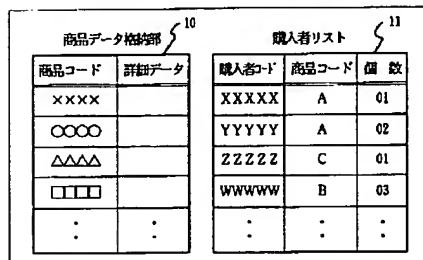 商品データ格納部 10
商品コード 詳細データ
××××
○○○○
△△△△
□□□□
: :
購入者リスト 11
購入者コード 商品コード 個 数
XXXXX A 01
YYYYY A 02
ZZZZZ C 01
WWWWW B 03
: : :